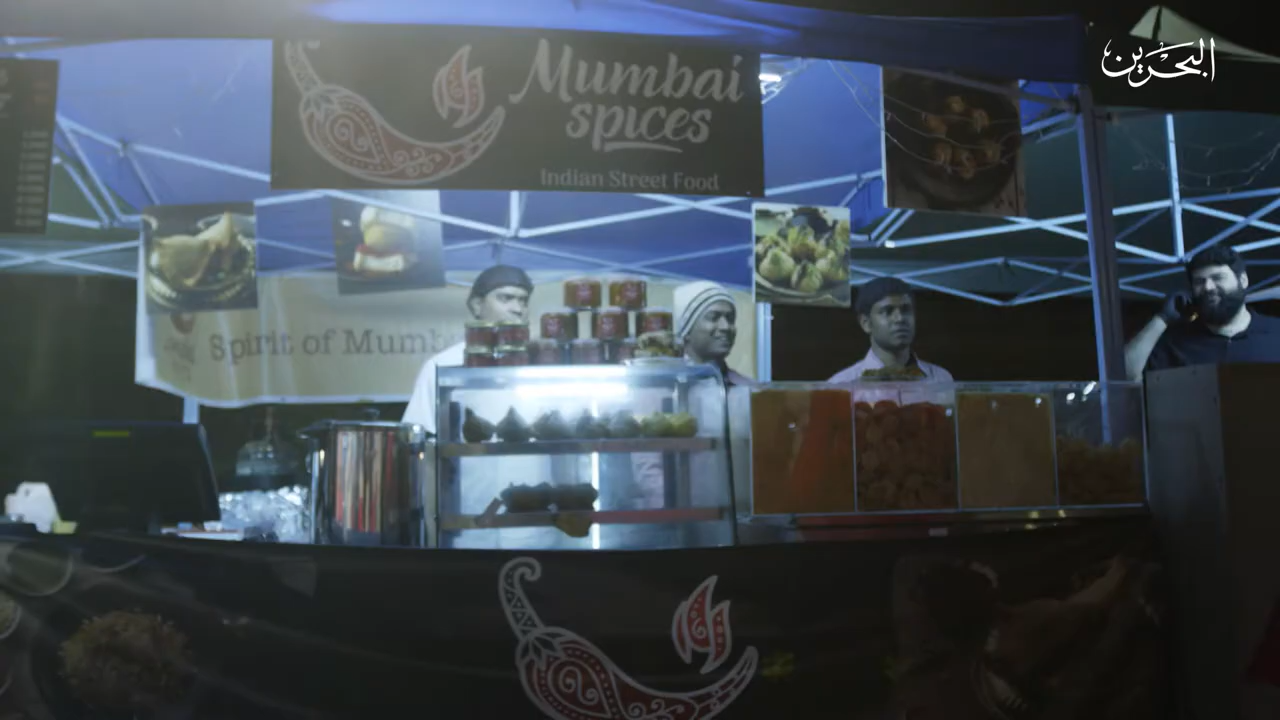 البحرين
Mumbai
spices
Indian Street Food
Spirit of Mumb